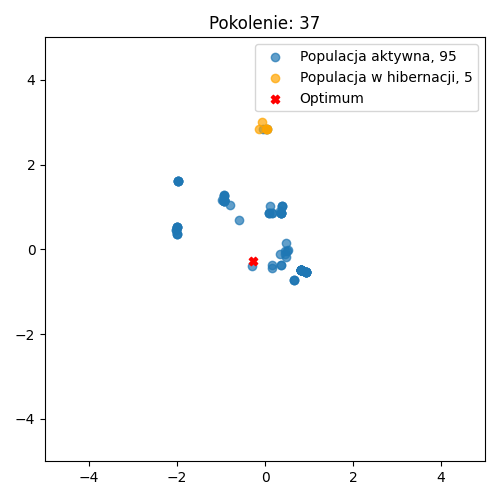 Pokolenie: 37
Populacja aktywna, 95
Populacja w hibernacji, 5
Optimum
4
2
0
−2
−4
−4 −2 0 2 4